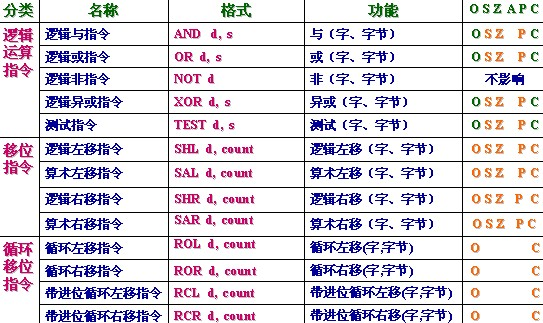 分类 名称 格式 功能 O S Z A P C
逻辑运算指令 逻辑与指令 AND d, s 与（字、字节） O S Z P C
逻辑或指令 OR d, s 或（字、字节） O S Z P C
逻辑非指令 NOT d 非（字、字节） 不影响
逻辑异或指令 XOR d, s 异或（字、字节） O S Z P C
测试指令 TEST d, s 测试（字、字节） O S Z P C
移位指令 逻辑左移指令 SHL d, count 逻辑左移（字、字节） O S Z P C
算术左移指令 SAL d, count 算术左移（字、字节） O S Z P C
逻辑右移指令 SHR d, count 逻辑右移（字、字节） O S Z P C
算术右移指令 SAR d, count 算术右移（字、字节） O S Z P C
循环移位指令 循环左移指令 ROL d, count 循环左移(字,字节) O C
循环右移指令 ROR d, count 循环右移(字,字节) O C
带进位循环左移指令 RCL d, count 带进位循环左移(字,字节) O C
带进位循环右移指令 RCR d, count 带进位循环右移(字,字节) O C